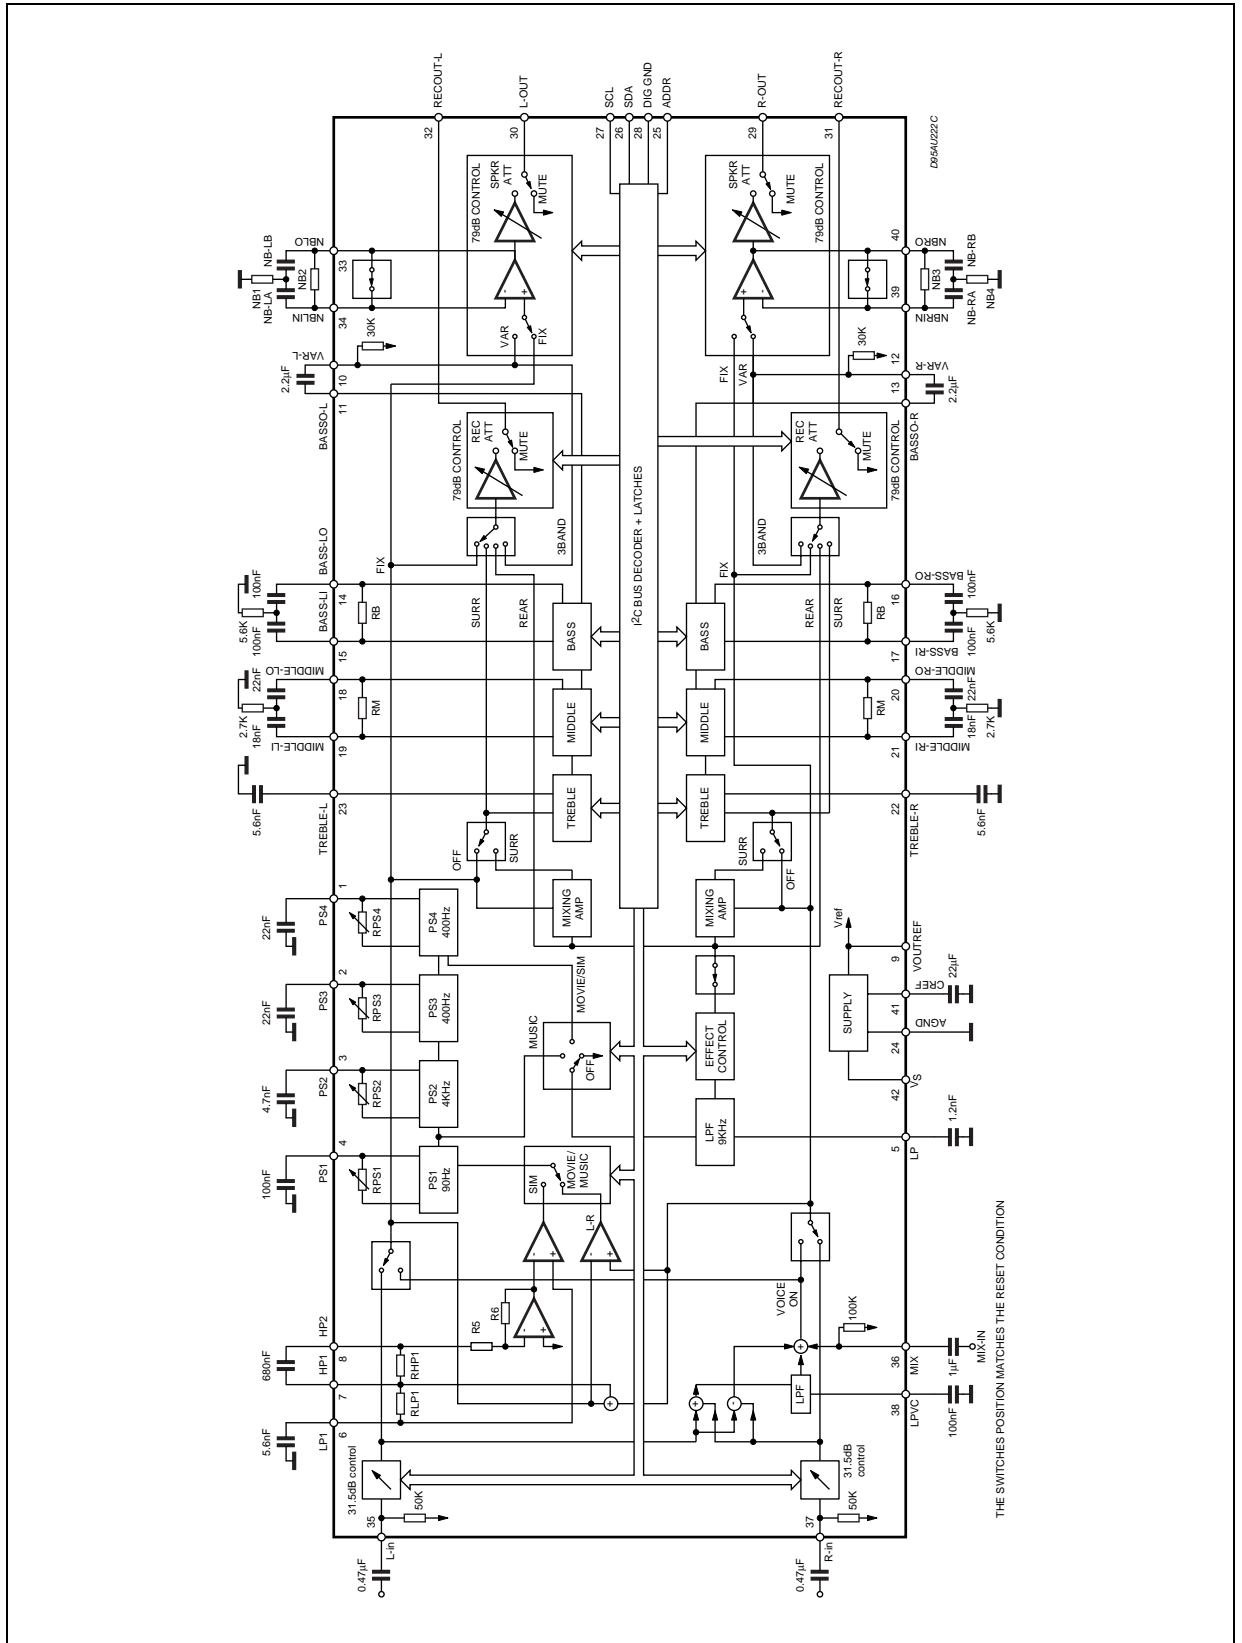 0.47µF
L-in
35
50K
31.5dB control
5.6nF
LP1
6
RLP1
7
680nF
HP1
RHP1
8
HP2
R5
R6
-
+
-
+
L-R
-
+
SIM
MOVIE/
MUSIC
100nF
PS1
4
RPS1
PS1
90Hz
4.7nF
PS2
3
RPS2
PS2
4KHz
22nF
PS3
2
RPS3
PS3
400Hz
22nF
PS4
1
RPS4
PS4
400Hz
MUSIC
MOVIE/SIM
OFF
LPF
9KHz
EFFECT
CONTROL
MIXING
AMP
MIXING
AMP
OFF
SURR
SURR
OFF
5.6nF
TREBLE-L
23
TREBLE
TREBLE
MIDDLE-LI
19
18nF
2.7K
22nF
MIDDLE-LO
18
RM
MIDDLE
MIDDLE
BASS-LI
15
100nF
5.6K
100nF
BASS-LO
14
RB
BASS
BASS
FIX
SURR
REAR
3BAND
79dB CONTROL
REC
ATT
MUTE
BASSO-L
11
2.2µF
VAR-L
10
30K
VAR
FIX
NBLIN
34
NB-LA
NB1
NB2
NB-LB
NBLO
33
-
+
79dB CONTROL
SPKR
ATT
MUTE
RECOUT-L
32
L-OUT
30
SCL
27
SDA
26
DIG GND
28
ADDR
25
I2C BUS DECODER + LATCHES
R-OUT
29
RECOUT-R
31
D95AU222C
79dB CONTROL
SPKR
ATT
MUTE
+
-
FIX
VAR
NBRO
40
NB-RB
NB3
NB4
NB-RA
NBRIN
39
30K
12
VAR-R
2.2µF
13
BASSO-R
79dB CONTROL
REC
ATT
MUTE
3BAND
FIX
REAR
SURR
RB
16
BASS-RO
100nF
5.6K
100nF
BASS-RI
17
RM
20
MIDDLE-RO
22nF
2.7K
18nF
MIDDLE-RI
21
22
TREBLE-R
5.6nF
Vref
SUPPLY
9
VOUTREF
41
CREF
22µF
24
AGND
42
VS
5
LP
1.2nF
VOICE
ON
100K
+
36
MIX
1µF
MIX-IN
LPF
38
LPVC
100nF
+
+
-
31.5dB
control
37
50K
R-in
0.47µF
THE SWITCHES POSITION MATCHES THE RESET CONDITION